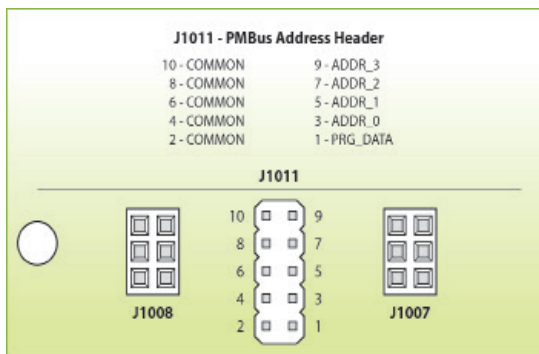 J1011 - PMBus Address Header
10 - COMMON 9 - ADDR_3
8 - COMMON 7 - ADDR_2
6 - COMMON 5 - ADDR_1
4 - COMMON 3 - ADDR_0
2 - COMMON 1 - PRG_DATA
J1011
10 9
8 7
6 5
4 3
2 1
J1008 J1007